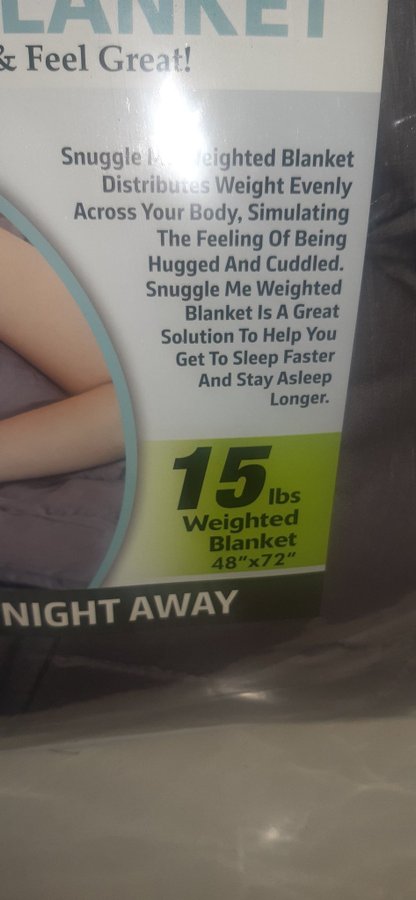 LANKET
& Feel Great!
Snuggle Weighted Blanket
Distributes Weight Evenly
Across Your Body, Simulating
The Feeling Of Being
Hugged And Cuddled.
Snuggle Me Weighted
Blanket Is A Great
Solution To Help You
Get To Sleep Faster
And Stay Asleep
Longer.
15 lbs
Weighted
Blanket
48”x72”
NIGHT AWAY